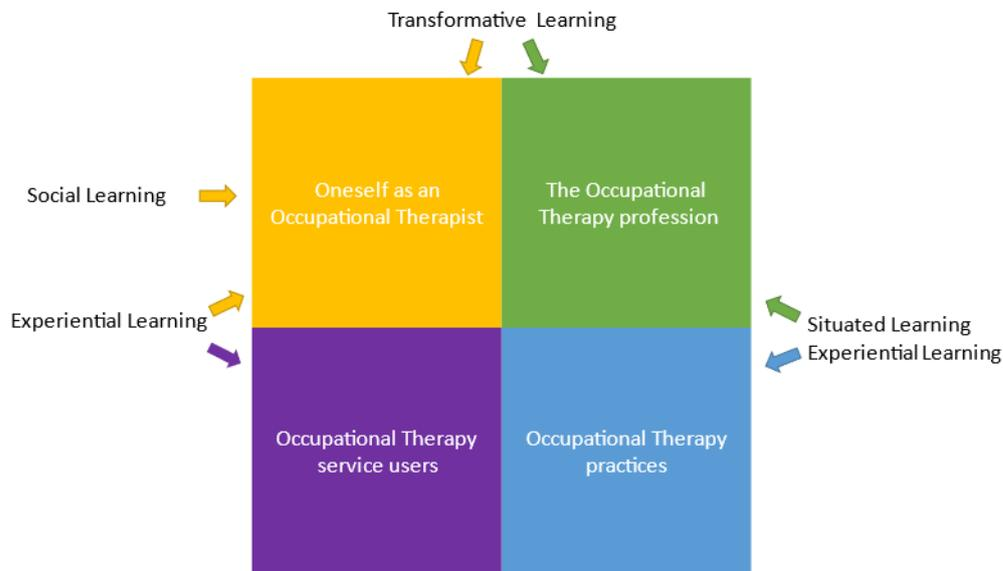 Transformative Learning
Social Learning
Oneself as an
Occupational Therapist
The Occupational
Therapy profession
Experiential Learning
Situated Learning
Experiential Learning
Occupational Therapy
service users
Occupational Therapy
practices